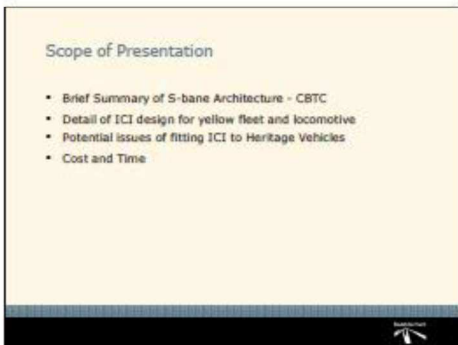 Scope of Presentation
▪ Brief Summary of S-bane Architecture - CBTC
▪ Detail of ICI design for yellow fleet and locomotive
▪ Potential issues of fitting ICI to Heritage Vehicles
▪ Cost and Time